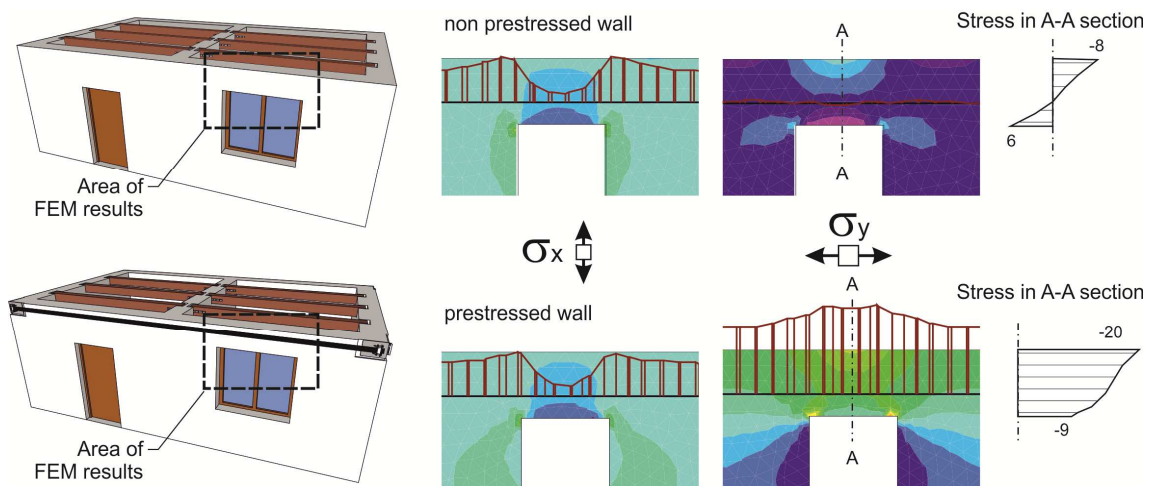 non prestressed wall
A
Stress in A-A section
-8
6
A
Area of
FEM results
σx
σy
prestressed wall
A
Stress in A-A section
-20
-9
A
Area of
FEM results